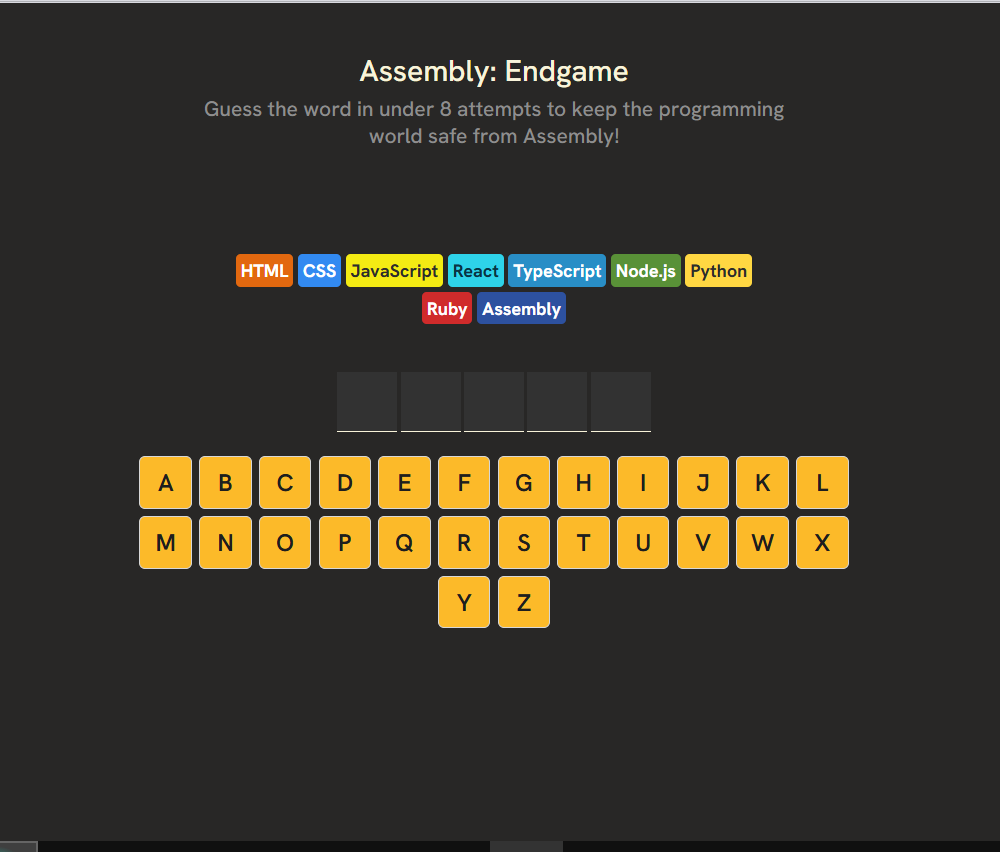 Assembly: Endgame
Guess the word in under 8 attempts to keep the programming
world safe from Assembly!
HTML CSS JavaScript React TypeScript Node.js Python
Ruby Assembly
A B C D E F G H I J K L
M N O P Q R S T U V W X
Y Z